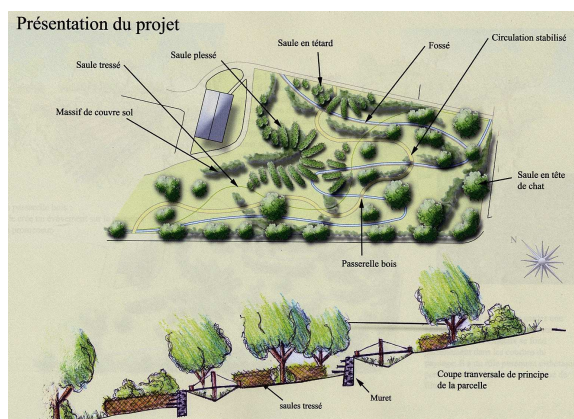 Présentation du projet
Saule en tétard
Circulation stabilisé
Fossé
Saule plessé
Saule tressé
Massif de couvre sol
Saule en tête
de chat
Passerelle bois
N
Coupe tranversale de principe
de la parcelle
Muret
saules tressé